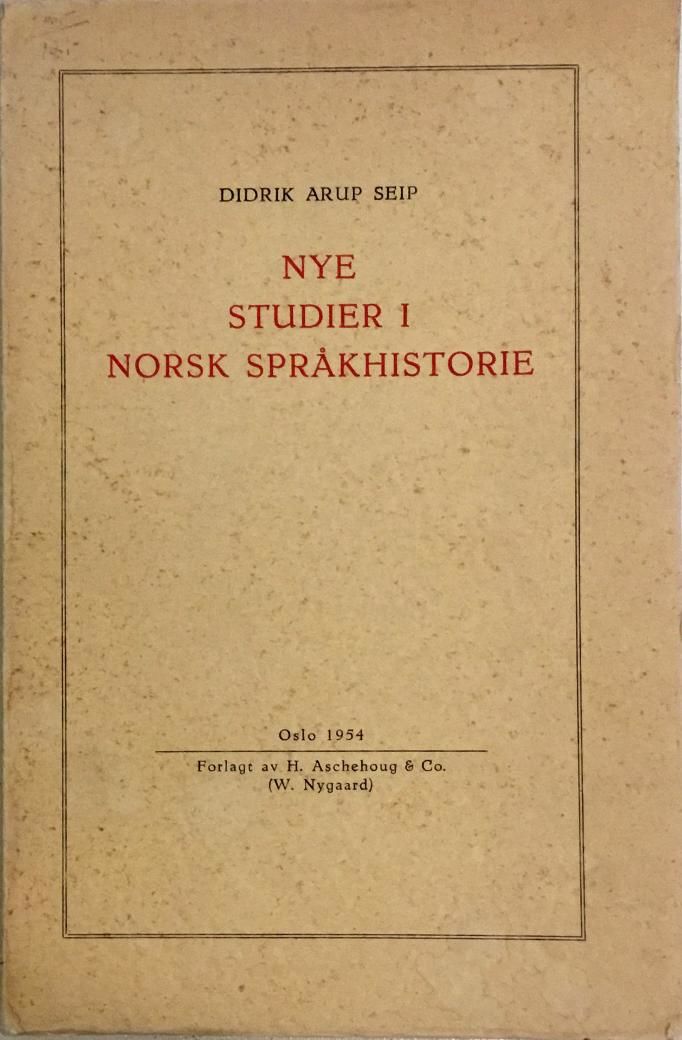 DIDRIK ARUP SEIP
NYE
STUDIER I
NORSK SPRÅKHISTORIE
Oslo 1954
Forlagt av H. Aschehoug & Co.
(W. Nygaard)